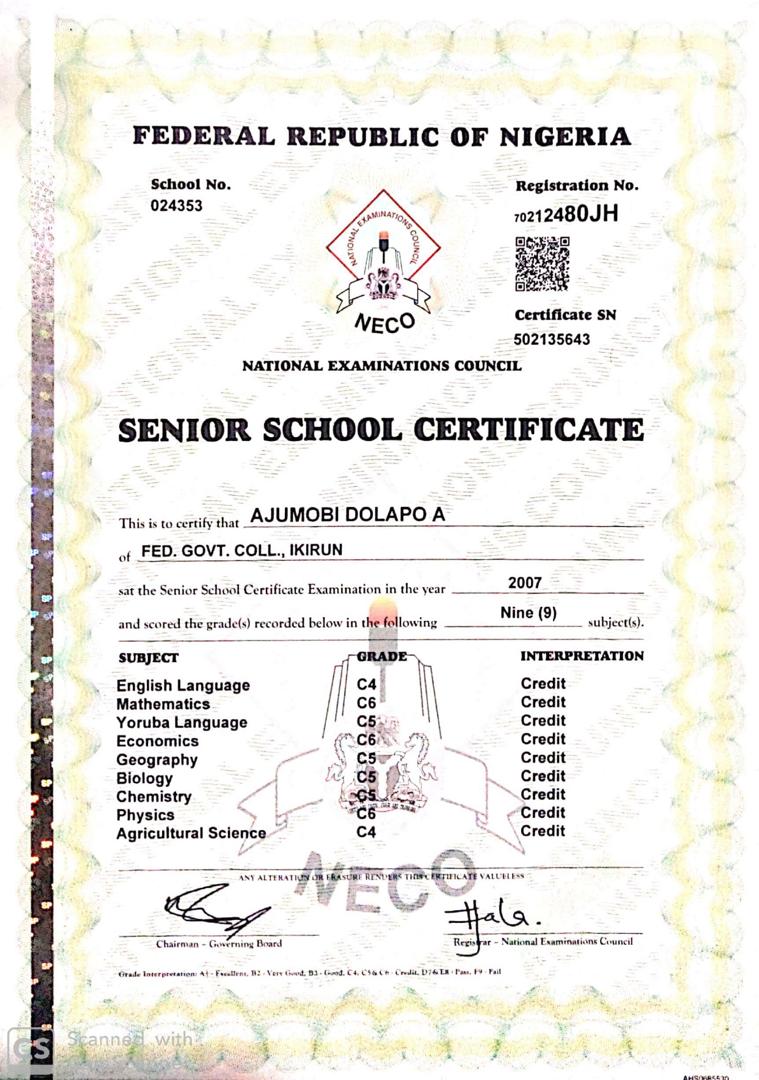 FEDERAL REPUBLIC OF NIGERIA
School No.
024353
Registration No.
70212480JH
NATIONAL EXAMINATIONS COUNCIL
NECO
Certificate SN
502135643
NATIONAL EXAMINATIONS COUNCIL
SENIOR SCHOOL CERTIFICATE
This is to certify that AJUMOBI DOLAPO A
of FED. GOVT. COLL., IKIRUN
sat the Senior School Certificate Examination in the year 2007
and scored the grade(s) recorded below in the following Nine (9) subject(s).
SUBJECT GRADE INTERPRETATION
English Language C4 Credit
Mathematics C6 Credit
Yoruba Language C5 Credit
Economics C6 Credit
Geography C5 Credit
Biology C5 Credit
Chemistry C5 Credit
Physics C6 Credit
Agricultural Science C4 Credit
NECO
ANY ALTERATION OR ERASURE RENDERS THIS CERTIFICATE VALUELESS
Chairman - Governing Board
Registrar - National Examinations Council
Grade Interpretation: A1 - Excellent, B2 - Very Good, B3 - Good, C4, C5 & C6 - Credit, D7 & E8 - Pass, F9 - Fail
CS Scanned with